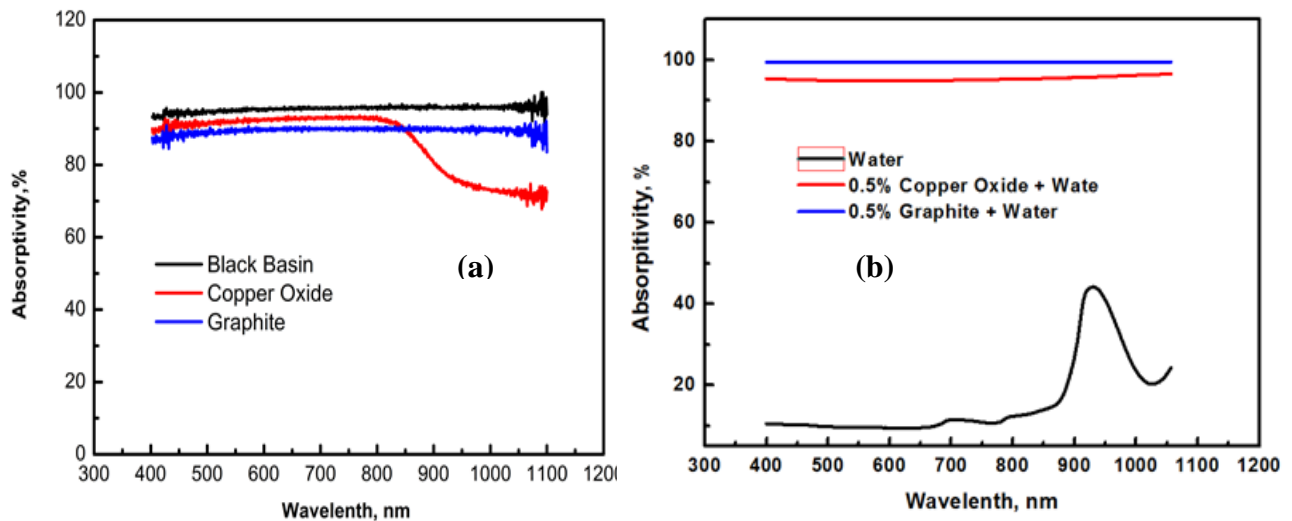 120
100
80
60
40
20
0
Absorptivity,%
(a)
Black Basin
Copper Oxide
Graphite
300 400 500 600 700 800 900 1000 1100 1200
Wavelenth, nm
100
80
60
40
20
Absorpitivity, %
Water
0.5% Copper Oxide + Wate
0.5% Graphite + Water
(b)
300 400 500 600 700 800 900 1000 1100 1200
Wavelenth, nm